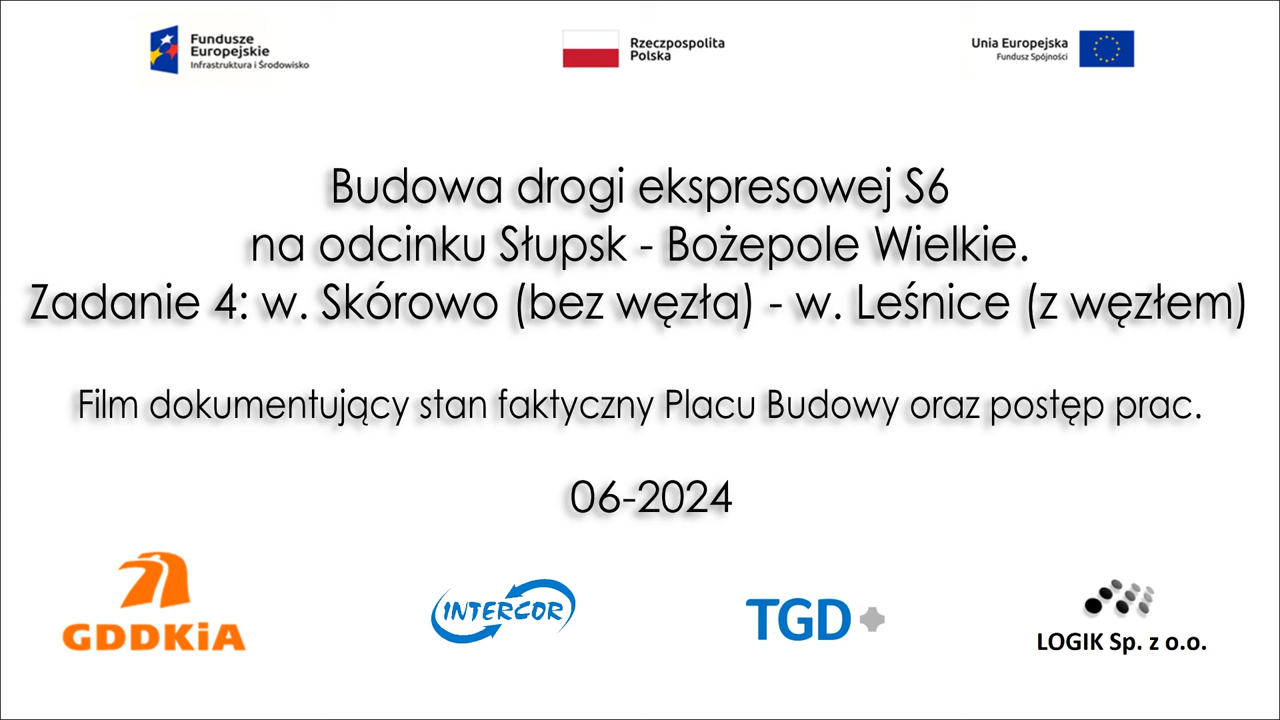 Fundusze
Europejskie
Infrastruktura i Środowisko
Rzeczpospolita
Polska
Unia Europejska
Fundusz Spójności
Budowa drogi ekspresowej S6
na odcinku Słupsk - Bożepole Wielkie.
Zadanie 4: w. Skórowo (bez węzła) - w. Leśnice (z węzłem)
Film dokumentujący stan faktyczny Placu Budowy oraz postęp prac.
06-2024
GDDKiA
INTERCOR
TGD
LOGIK Sp. z o.o.